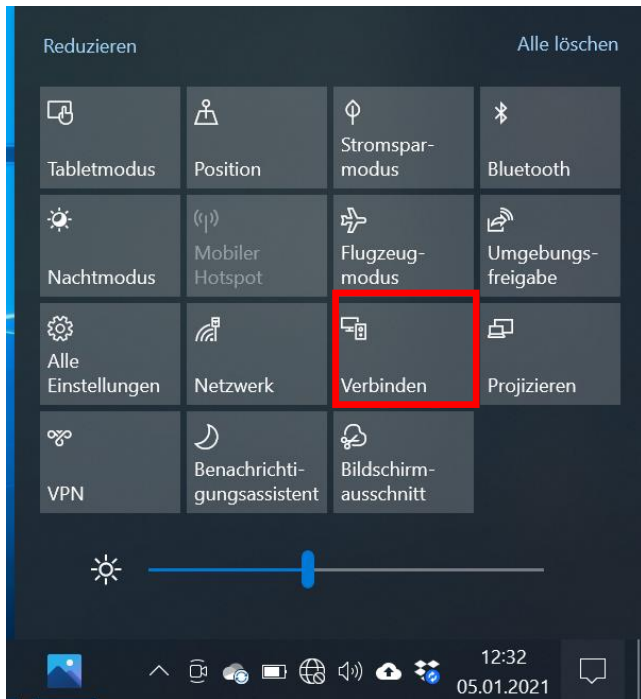 Reduzieren
Alle löschen
Tabletmodus
Position
Stromspar-
modus
Bluetooth
Nachtmodus
Mobiler
Hotspot
Flugzeug-
modus
Umgebungs-
freigabe
Alle
Einstellungen
Netzwerk
Verbinden
Projizieren
VPN
Benachrichti-
gungsassistent
Bildschirm-
ausschnitt
12:32
05.01.2021